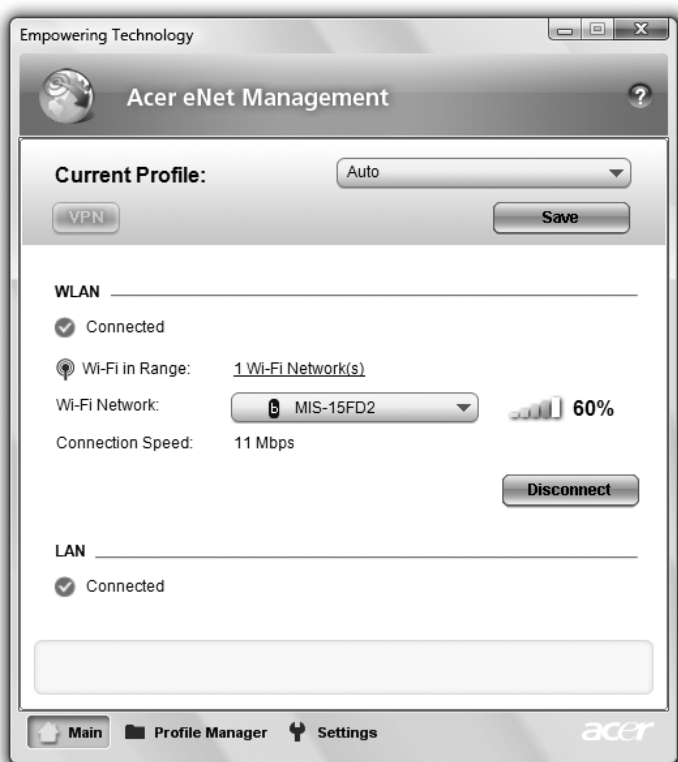 Empowering Technology
Acer eNet Management
?
Current Profile:
Auto
VPN
Save
WLAN
Connected
Wi-Fi in Range: 1 Wi-Fi Network(s)
Wi-Fi Network: b MIS-15FD2 60%
Connection Speed: 11 Mbps
Disconnect
LAN
Connected
Main Profile Manager Settings
acer